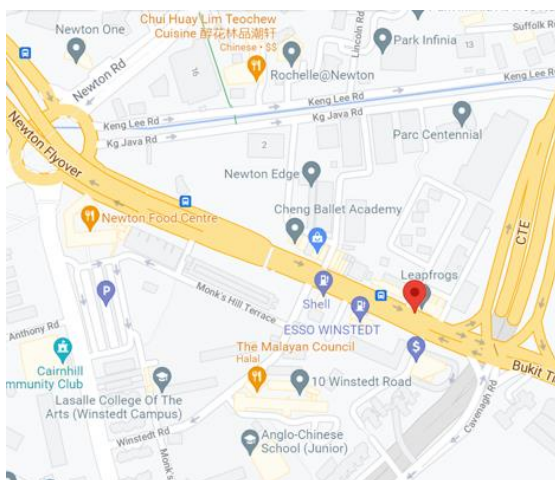 Newton One
Chui Huay Lim Teochew
Cuisine 醉花林品潮轩
Chinese • $$
Newton Rd
16
Rochelle@Newton
Lincoln Rd
Park Infinia
Suffolk R
13
Keng Lee Rd
Keng Lee Rd
Keng Lee Rd
Kg Java Rd
Kg Java Rd
Newton Flyover
2
Parc Centennial
Newton Edge
Cheng Ballet Academy
Newton Food Centre
CTE
Leapfrogs
Shell
P
Monk's Hill Terrace
ESSO WINSTEDT
$
Anthony Rd
The Malayan Council
Halal
Bukit Ti
Cairnhill
mmunity Club
10 Winstedt Road
Cavenagh Rd
Lasalle College Of The
Arts (Winstedt Campus)
Winstedt Rd
Monk's
Anglo-Chinese
School (Junior)